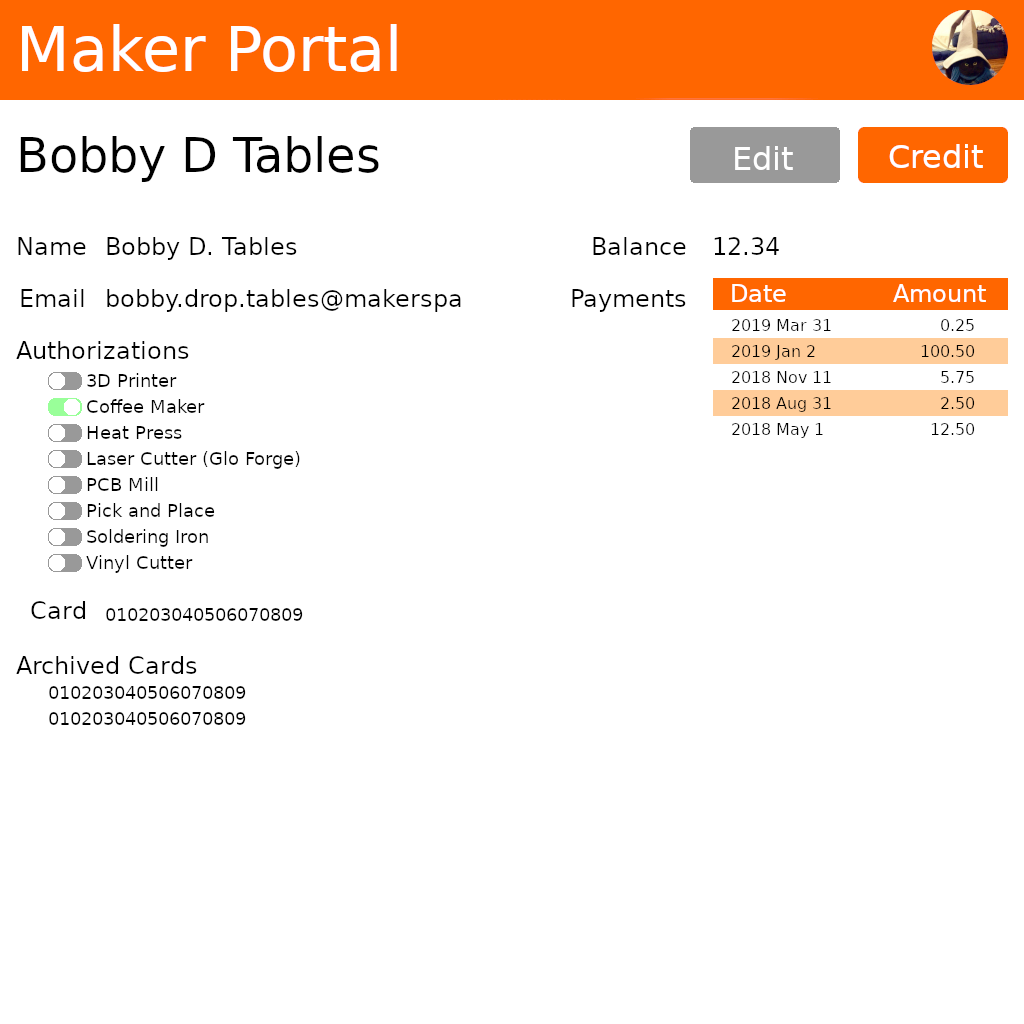 Maker Portal
Bobby D Tables
Edit
Credit
Name Bobby D. Tables
Email bobby.drop.tables@makerspa
Authorizations
3D Printer
Coffee Maker
Heat Press
Laser Cutter (Glo Forge)
PCB Mill
Pick and Place
Soldering Iron
Vinyl Cutter
Card 010203040506070809
Archived Cards
010203040506070809
010203040506070809
Balance 12.34
Payments
Date Amount
2019 Mar 31 0.25
2019 Jan 2 100.50
2018 Nov 11 5.75
2018 Aug 31 2.50
2018 May 1 12.50